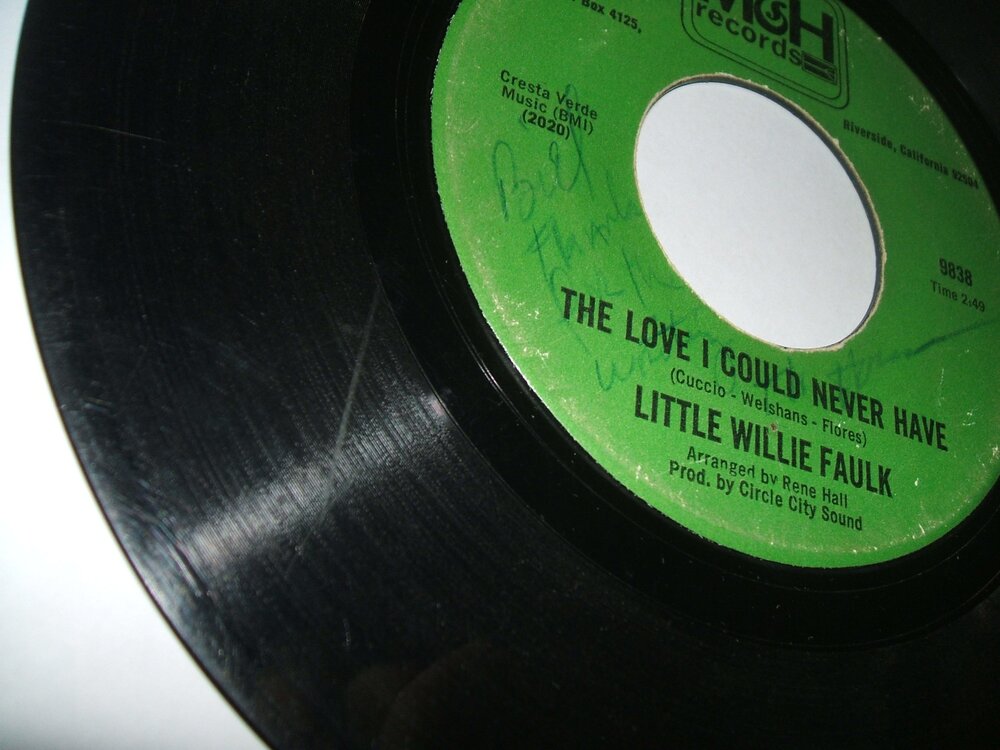 Box 4125,
M&H
records
Riverside, California 92504
Cresta Verde
Music (BMI)
(2020)
9838
Time 2:49
Bill,
THE LOVE I COULD NEVER HAVE
(Cuccio - Welshans - Flores)
LITTLE WILLIE FAULK
Arranged by Rene Hall
Prod. by Circle City Sound